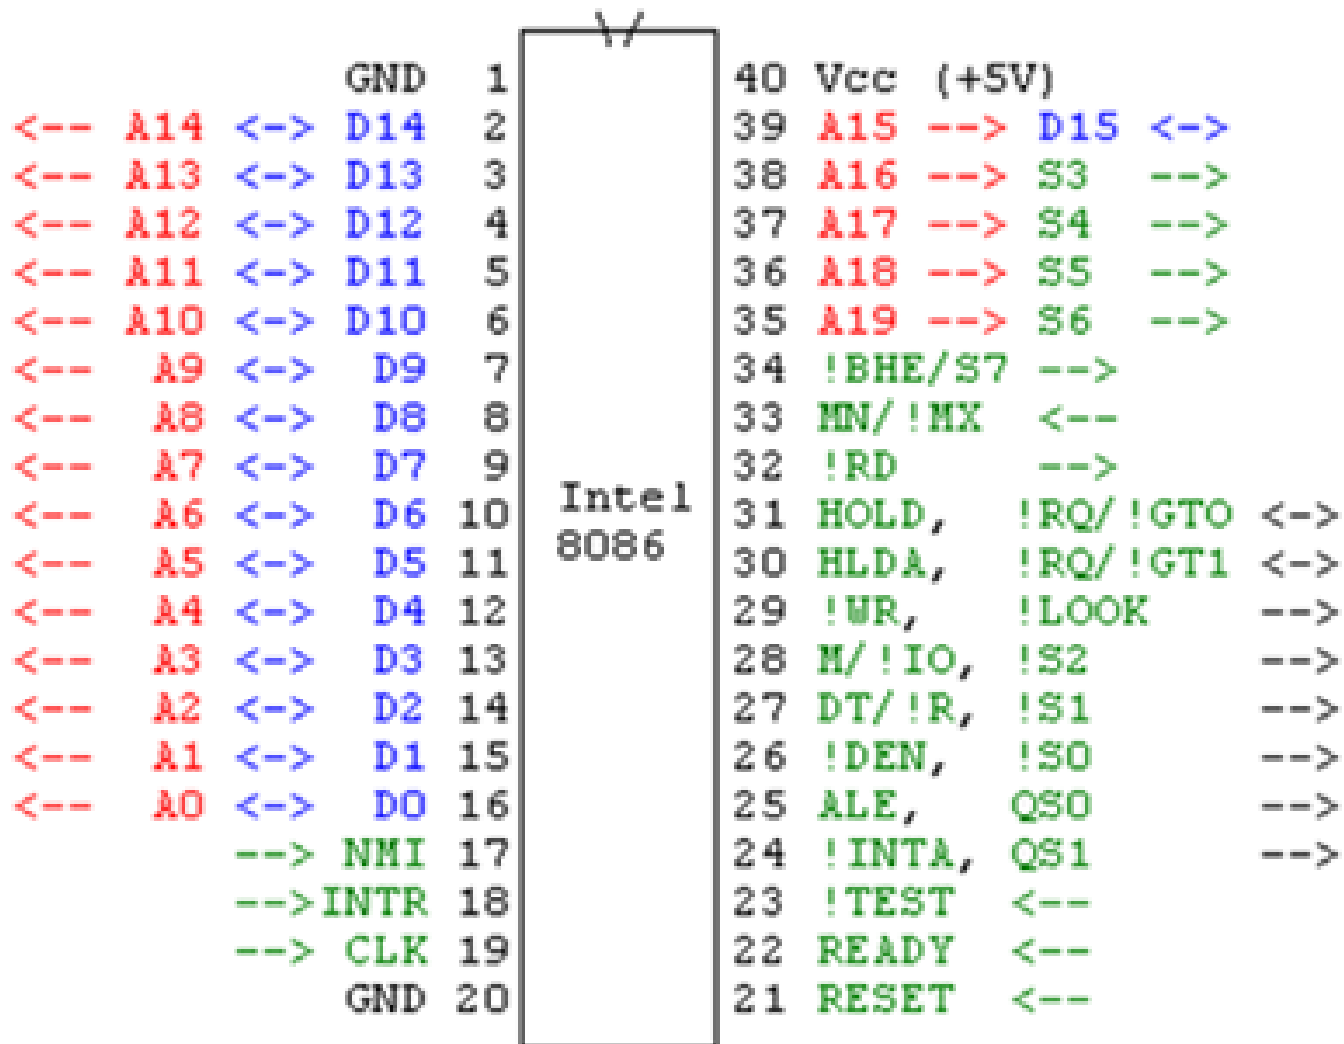 GND 1 40 Vcc (+5V)
<-- A14 <-> D14 2 39 A15 --> D15 <->
<-- A13 <-> D13 3 38 A16 --> S3 -->
<-- A12 <-> D12 4 37 A17 --> S4 -->
<-- A11 <-> D11 5 36 A18 --> S5 -->
<-- A10 <-> D10 6 35 A19 --> S6 -->
<-- A9 <-> D9 7 34 !BHE/S7 -->
<-- A8 <-> D8 8 33 MN/!MX <--
<-- A7 <-> D7 9 32 !RD -->
Intel
<-- A6 <-> D6 10 31 HOLD, !RQ/!GT0 <->
8086
<-- A5 <-> D5 11 30 HLDA, !RQ/!GT1 <->
<-- A4 <-> D4 12 29 !WR, !LOOK -->
<-- A3 <-> D3 13 28 M/!IO, !S2 -->
<-- A2 <-> D2 14 27 DT/!R, !S1 -->
<-- A1 <-> D1 15 26 !DEN, !S0 -->
<-- A0 <-> D0 16 25 ALE, QS0 -->
--> NMI 17 24 !INTA, QS1 -->
-->INTR 18 23 !TEST <--
--> CLK 19 22 READY <--
GND 20 21 RESET <--